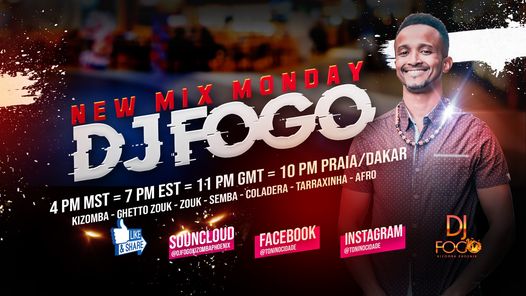 NEW MIX MONDAY
DJ FOGO
4 PM MST = 7 PM EST = 11 PM GMT = 10 PM PRAIA/DAKAR
KIZOMBA - GHETTO ZOUK - ZOUK - SEMBA - COLADERA - TARRAXINHA - AFRO
LIKE
& SHARE
SOUNCLOUD
@DJFOGOKIZOMBAPHOENIX
FACEBOOK
@TONINOCIDADE
INSTAGRAM
@TONINOCIDADE
DJ
FOGO
KIZOMBA PHOENIX